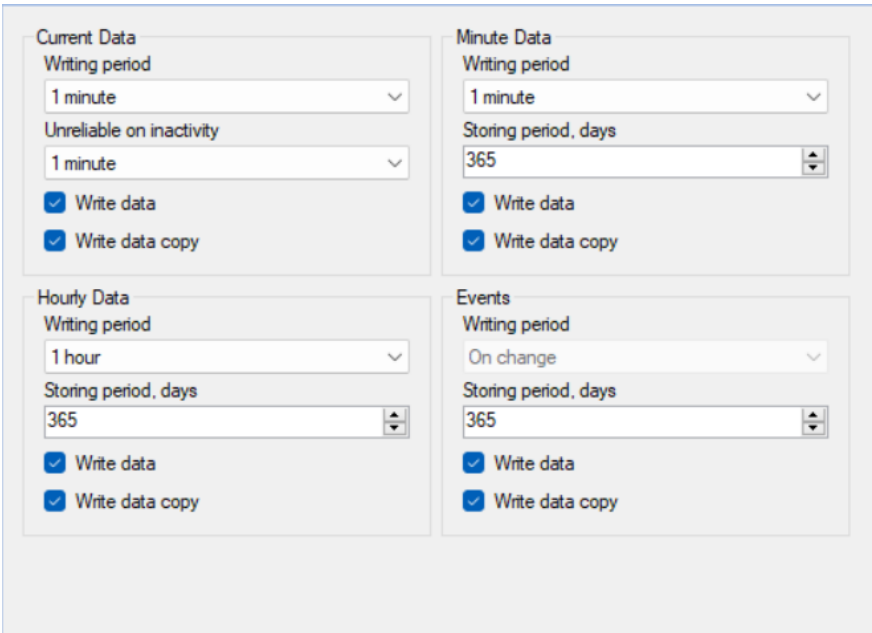 Current Data
Writing period
1 minute
Unreliable on inactivity
1 minute
Write data
Write data copy
Minute Data
Writing period
1 minute
Storing period, days
365
Write data
Write data copy
Hourly Data
Writing period
1 hour
Storing period, days
365
Write data
Write data copy
Events
Writing period
On change
Storing period, days
365
Write data
Write data copy